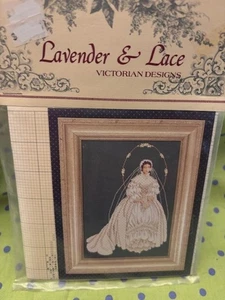 Lavender & Lace
VICTORIAN DESIGNS